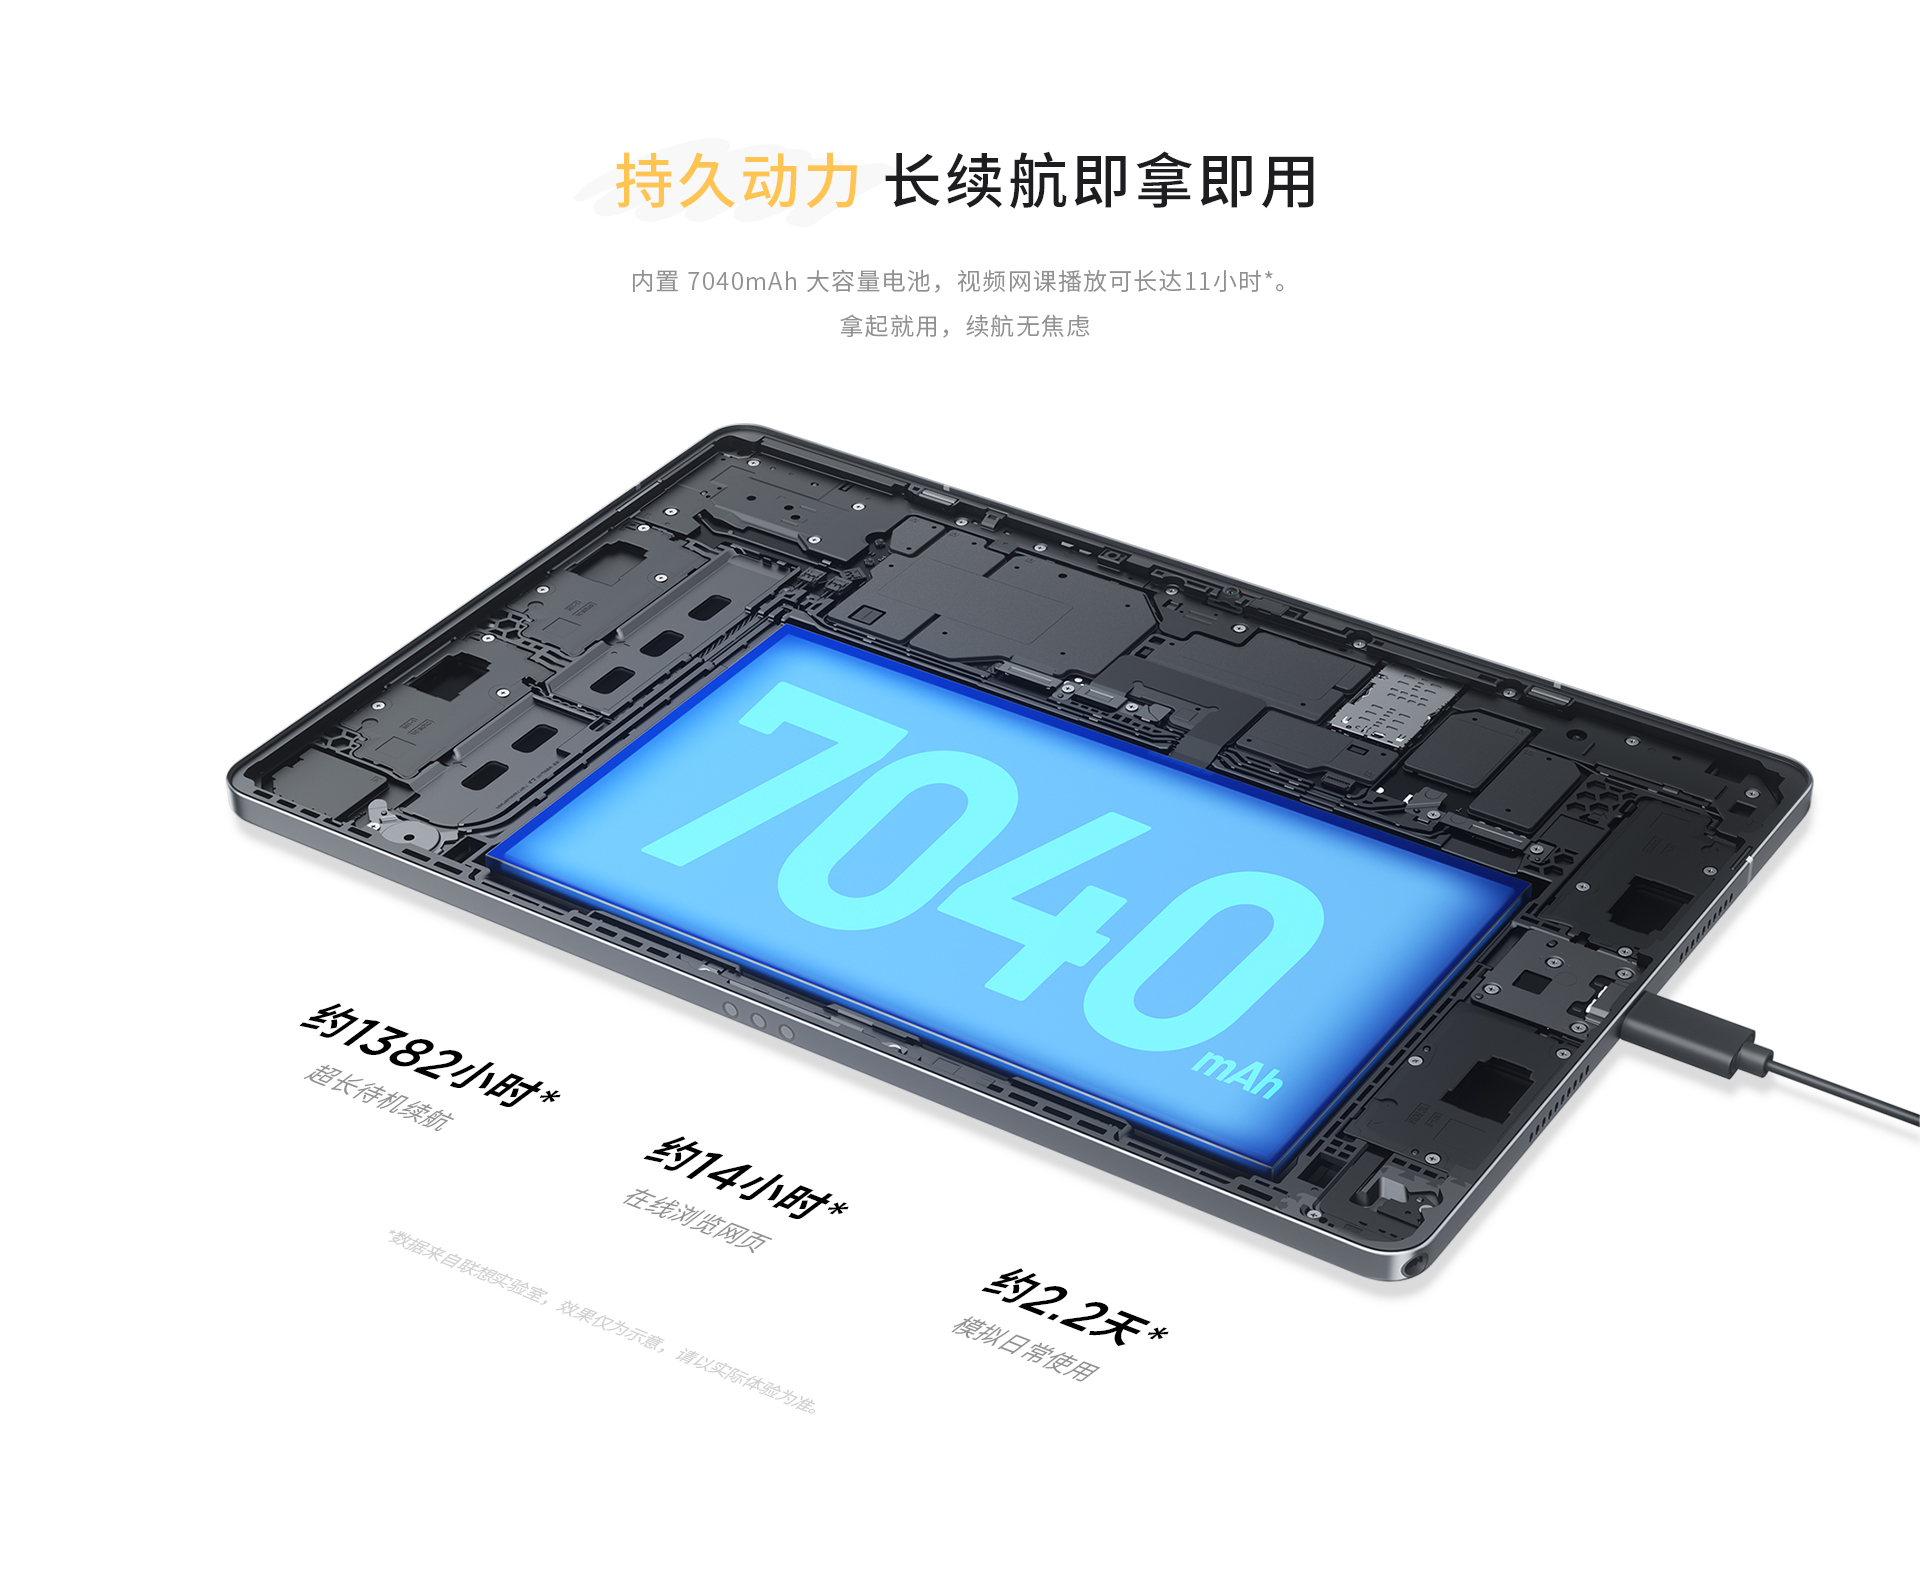 持久动力 长续航即拿即用
内置 7040mAh 大容量电池，视频网课播放可长达11小时*。
拿起就用，续航无焦虑
7040
mAh
约1382小时*
超长待机续航
约14小时*
在线浏览网页
约2.2天*
模拟日常使用
*数据来自联想实验室，效果仅为示意，请以实际体验为准。